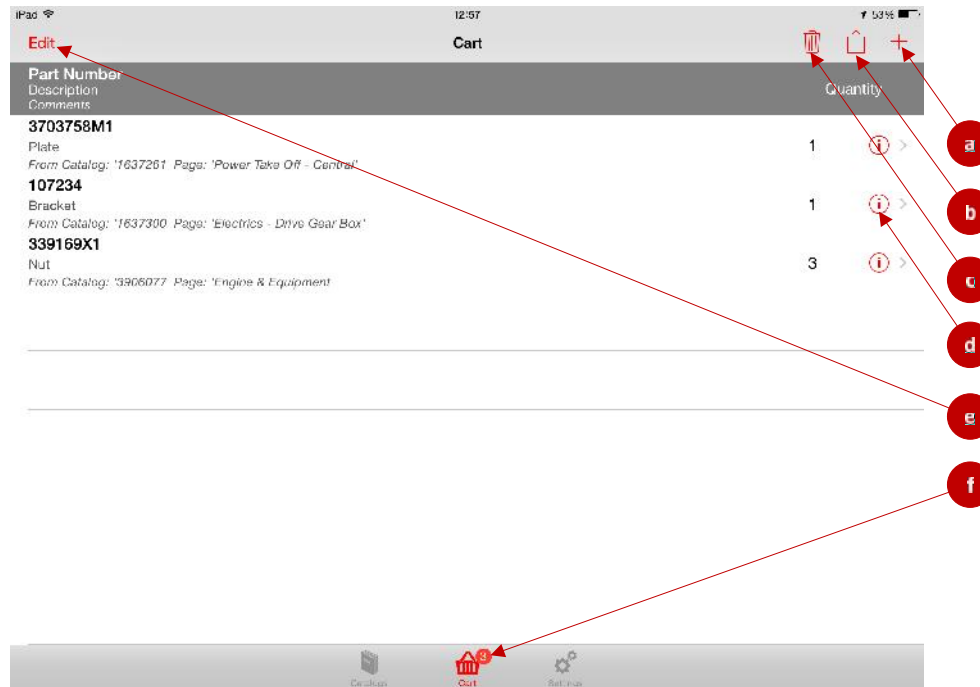 iPad 12:57 53%
Edit Cart
Part Number
Description Quantity
Comments
3703758M1
Plate 1
From Catalog: '1637261 Page: 'Power Take Off - Central'
107234
Bracket 1
From Catalog: '1637300 Page: 'Electrics - Drive Gear Box'
339169X1
Nut 3
From Catalog: '3906077 Page: 'Engine & Equipment
a
b
c
d
e
f
3
Catalogs Cart Settings